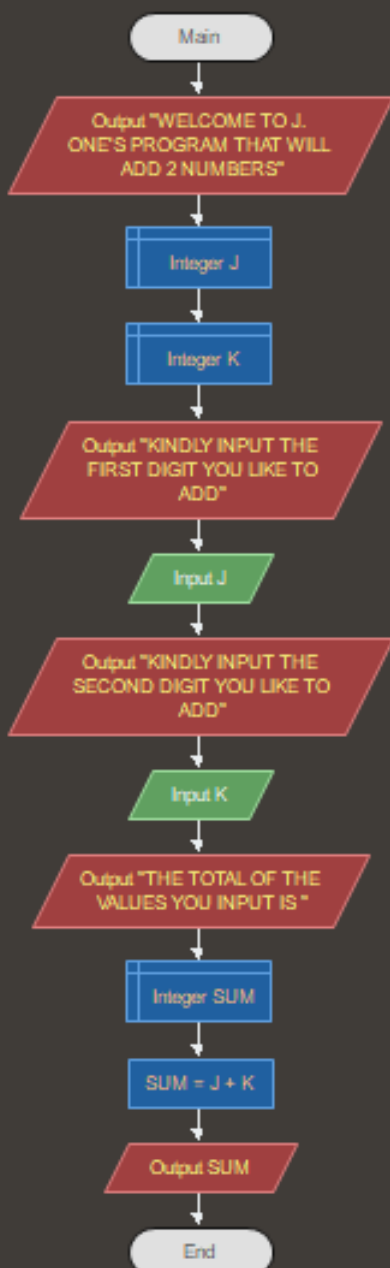 Main
Output "WELCOME TO J.
ONE'S PROGRAM THAT WILL
ADD 2 NUMBERS"
Integer J
Integer K
Output "KINDLY INPUT THE
FIRST DIGIT YOU LIKE TO
ADD"
Input J
Output "KINDLY INPUT THE
SECOND DIGIT YOU LIKE TO
ADD"
Input K
Output "THE TOTAL OF THE
VALUES YOU INPUT IS "
Integer SUM
SUM = J + K
Output SUM
End